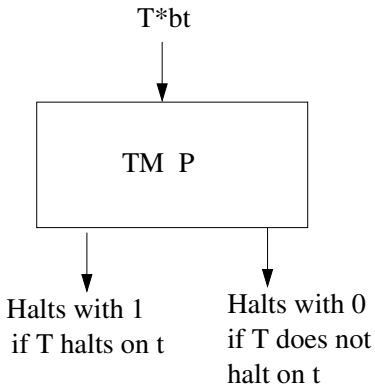 T*bt
TM P
Halts with 1
if T halts on t
Halts with 0
if T does not
halt on t